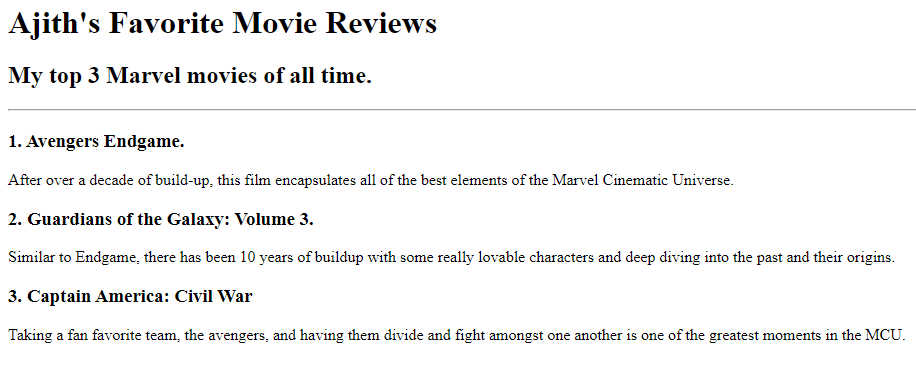 Ajith's Favorite Movie Reviews
My top 3 Marvel movies of all time.
1. Avengers Endgame.
After over a decade of build-up, this film encapsulates all of the best elements of the Marvel Cinematic Universe.
2. Guardians of the Galaxy: Volume 3.
Similar to Endgame, there has been 10 years of buildup with some really lovable characters and deep diving into the past and their origins.
3. Captain America: Civil War
Taking a fan favorite team, the avengers, and having them divide and fight amongst one another is one of the greatest moments in the MCU.